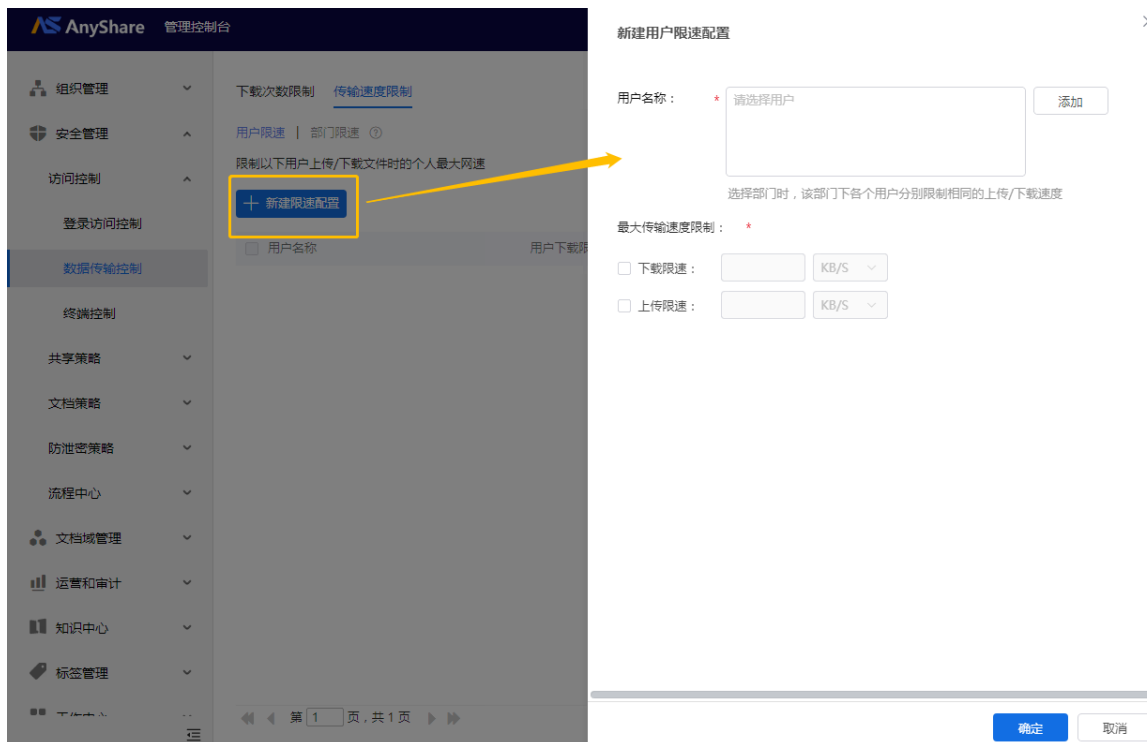 AnyShare 管理控制台
组织管理
安全管理
访问控制
登录访问控制
数据传输控制
终端控制
共享策略
文档策略
防泄密策略
流程中心
文档域管理
运营和审计
知识中心
标签管理
下载次数限制 传输速度限制
用户限速 | 部门限速
限制以下用户上传/下载文件时的个人最大网速
新建限速配置
用户名称 用户下载限
第 1 页,共1页
新建用户限速配置
用户名称: * 请选择用户 添加
选择部门时,该部门下各个用户分别限制相同的上传/下载速度
最大传输速度限制: *
下载限速: KB/S
上传限速: KB/S
确定 取消